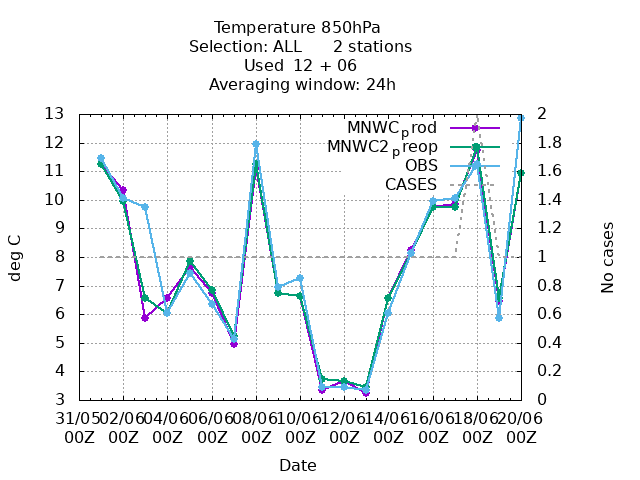 Temperature 850hPa
Selection: ALL 2 stations
Used 12 + 06
Averaging window: 24h
13
12
11
10
9
8
7
6
5
4
3
deg C
2
1.8
1.6
1.4
1.2
1
0.8
0.6
0.4
0.2
0
No cases
MNWCprod
MNWC2preop
OBS
CASES
31/05 02/06 04/06 06/06 08/06 10/06 12/06 14/06 16/06 18/06 20/06
00Z 00Z 00Z 00Z 00Z 00Z 00Z 00Z 00Z 00Z 00Z
Date